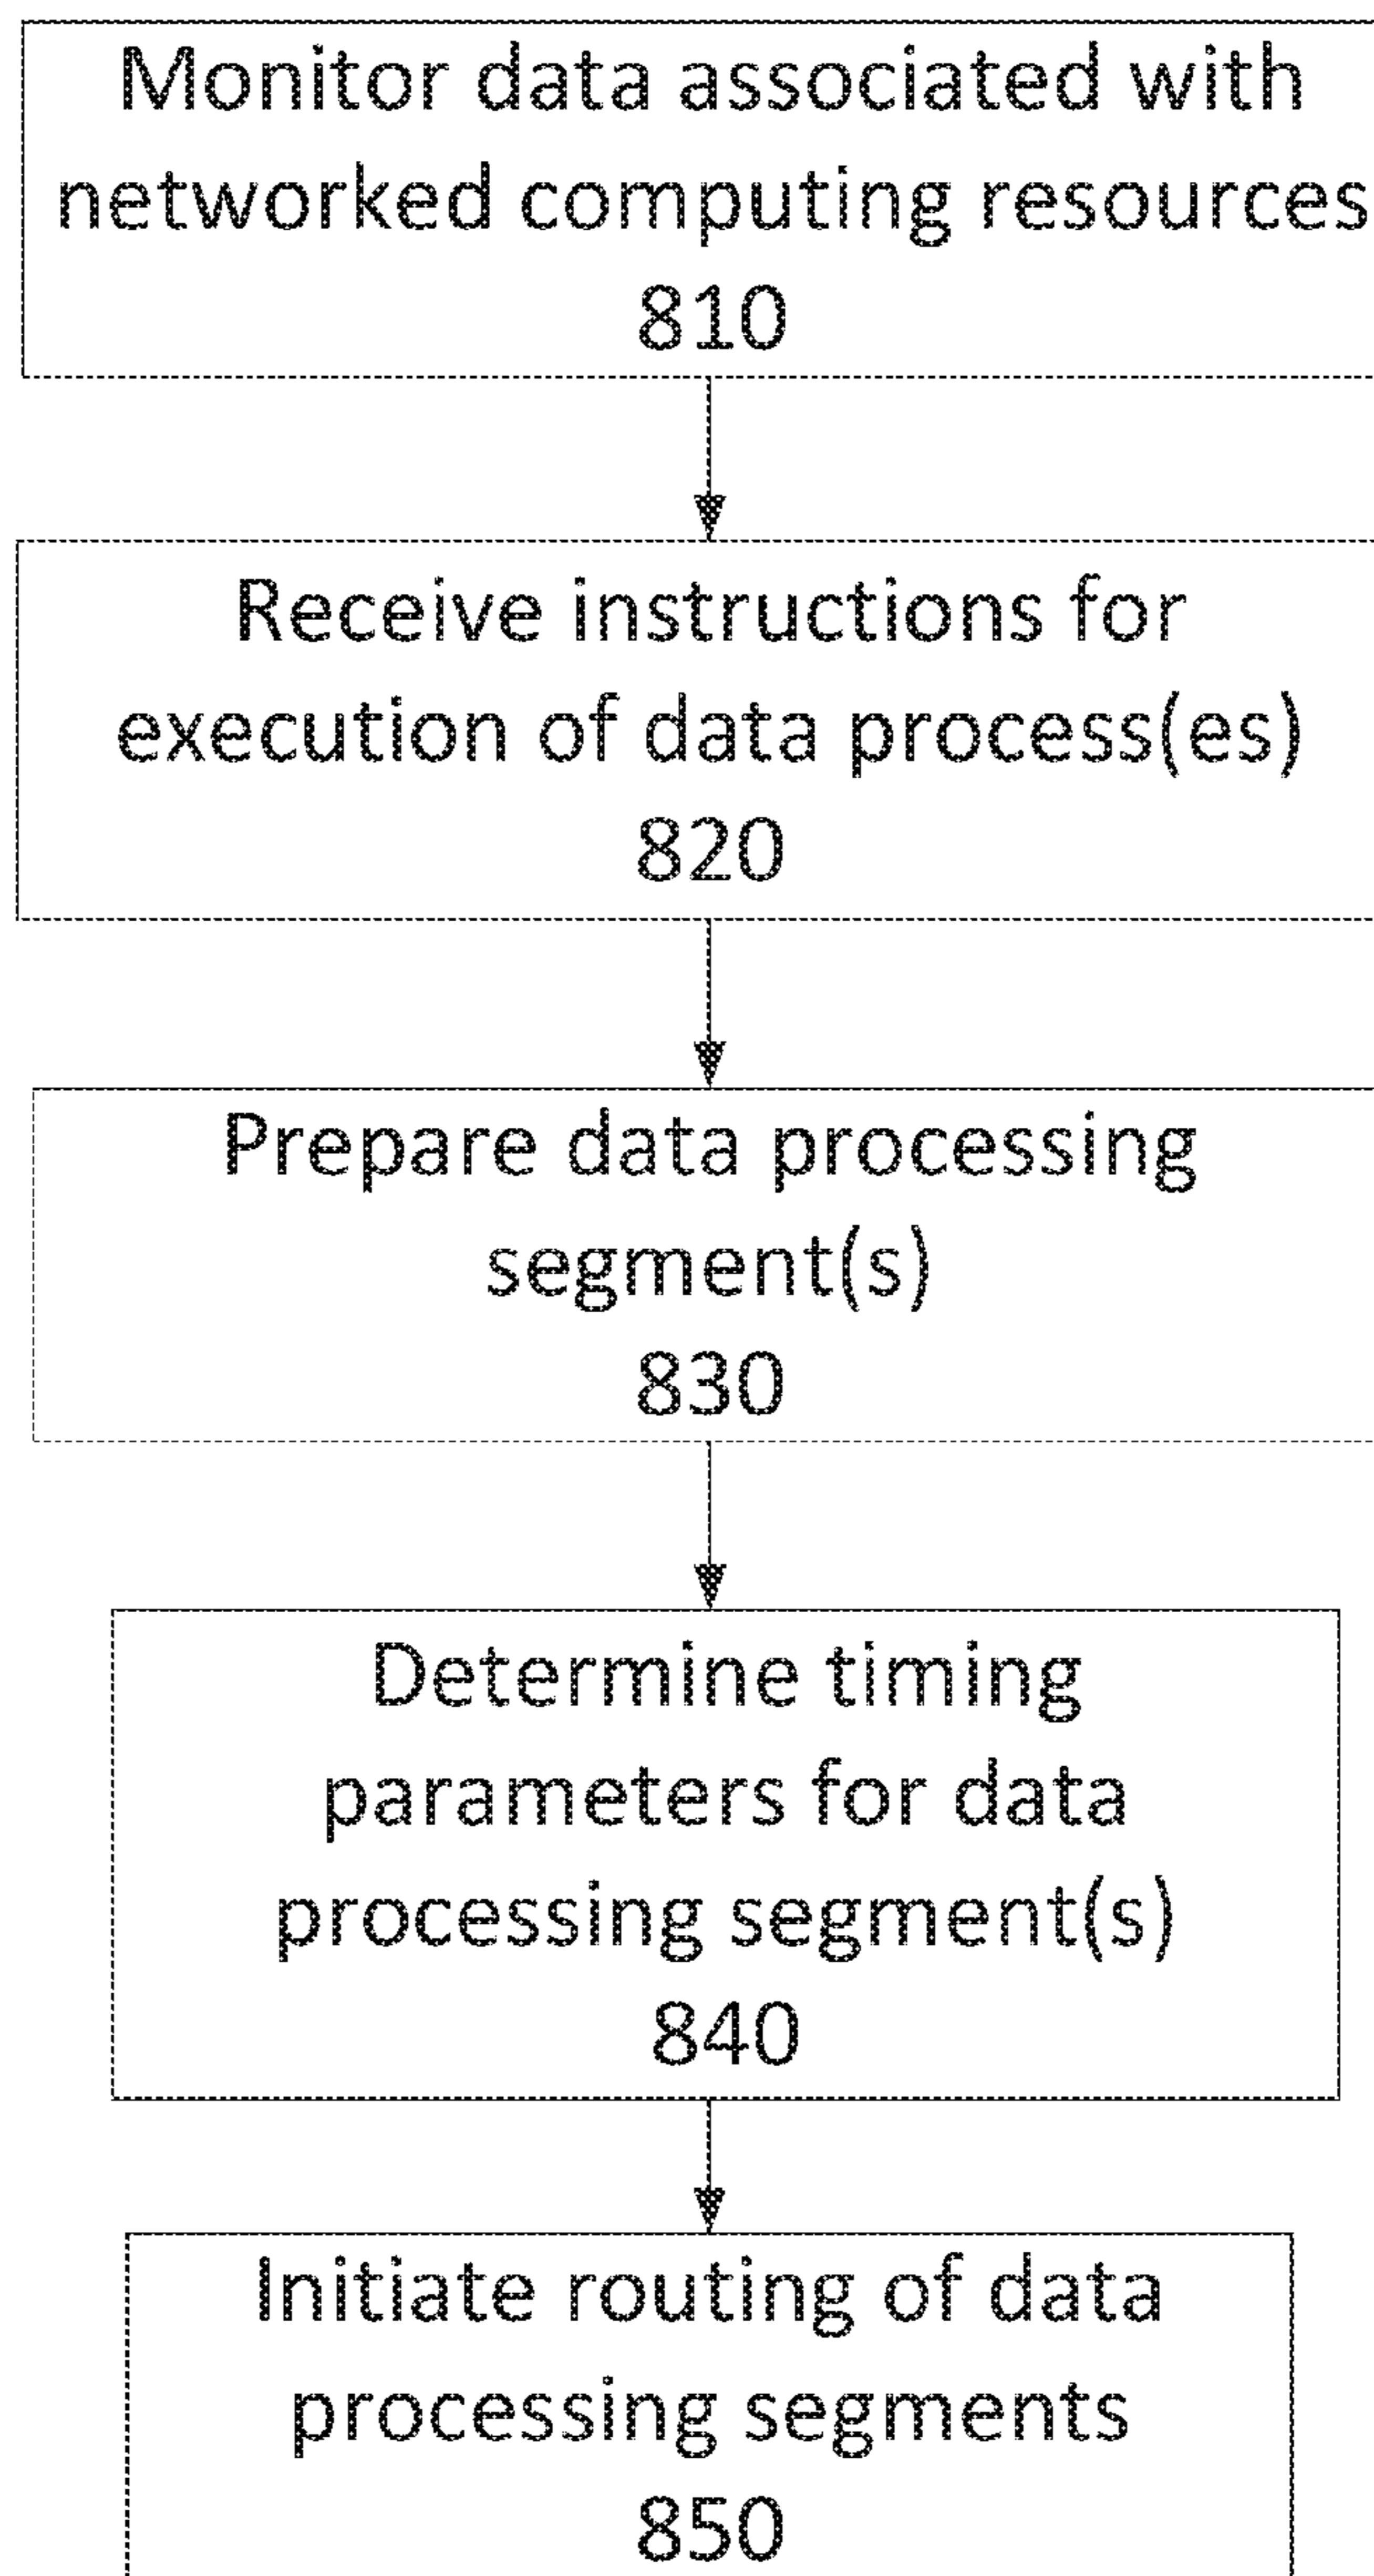 Monitor data associated with
networked computing resources
810
Receive instructions for
execution of data process(es)
820
Prepare data processing
segment(s)
830
Determine timing
parameters for data
processing segment(s)
840
Initiate routing of data
processing segments
850